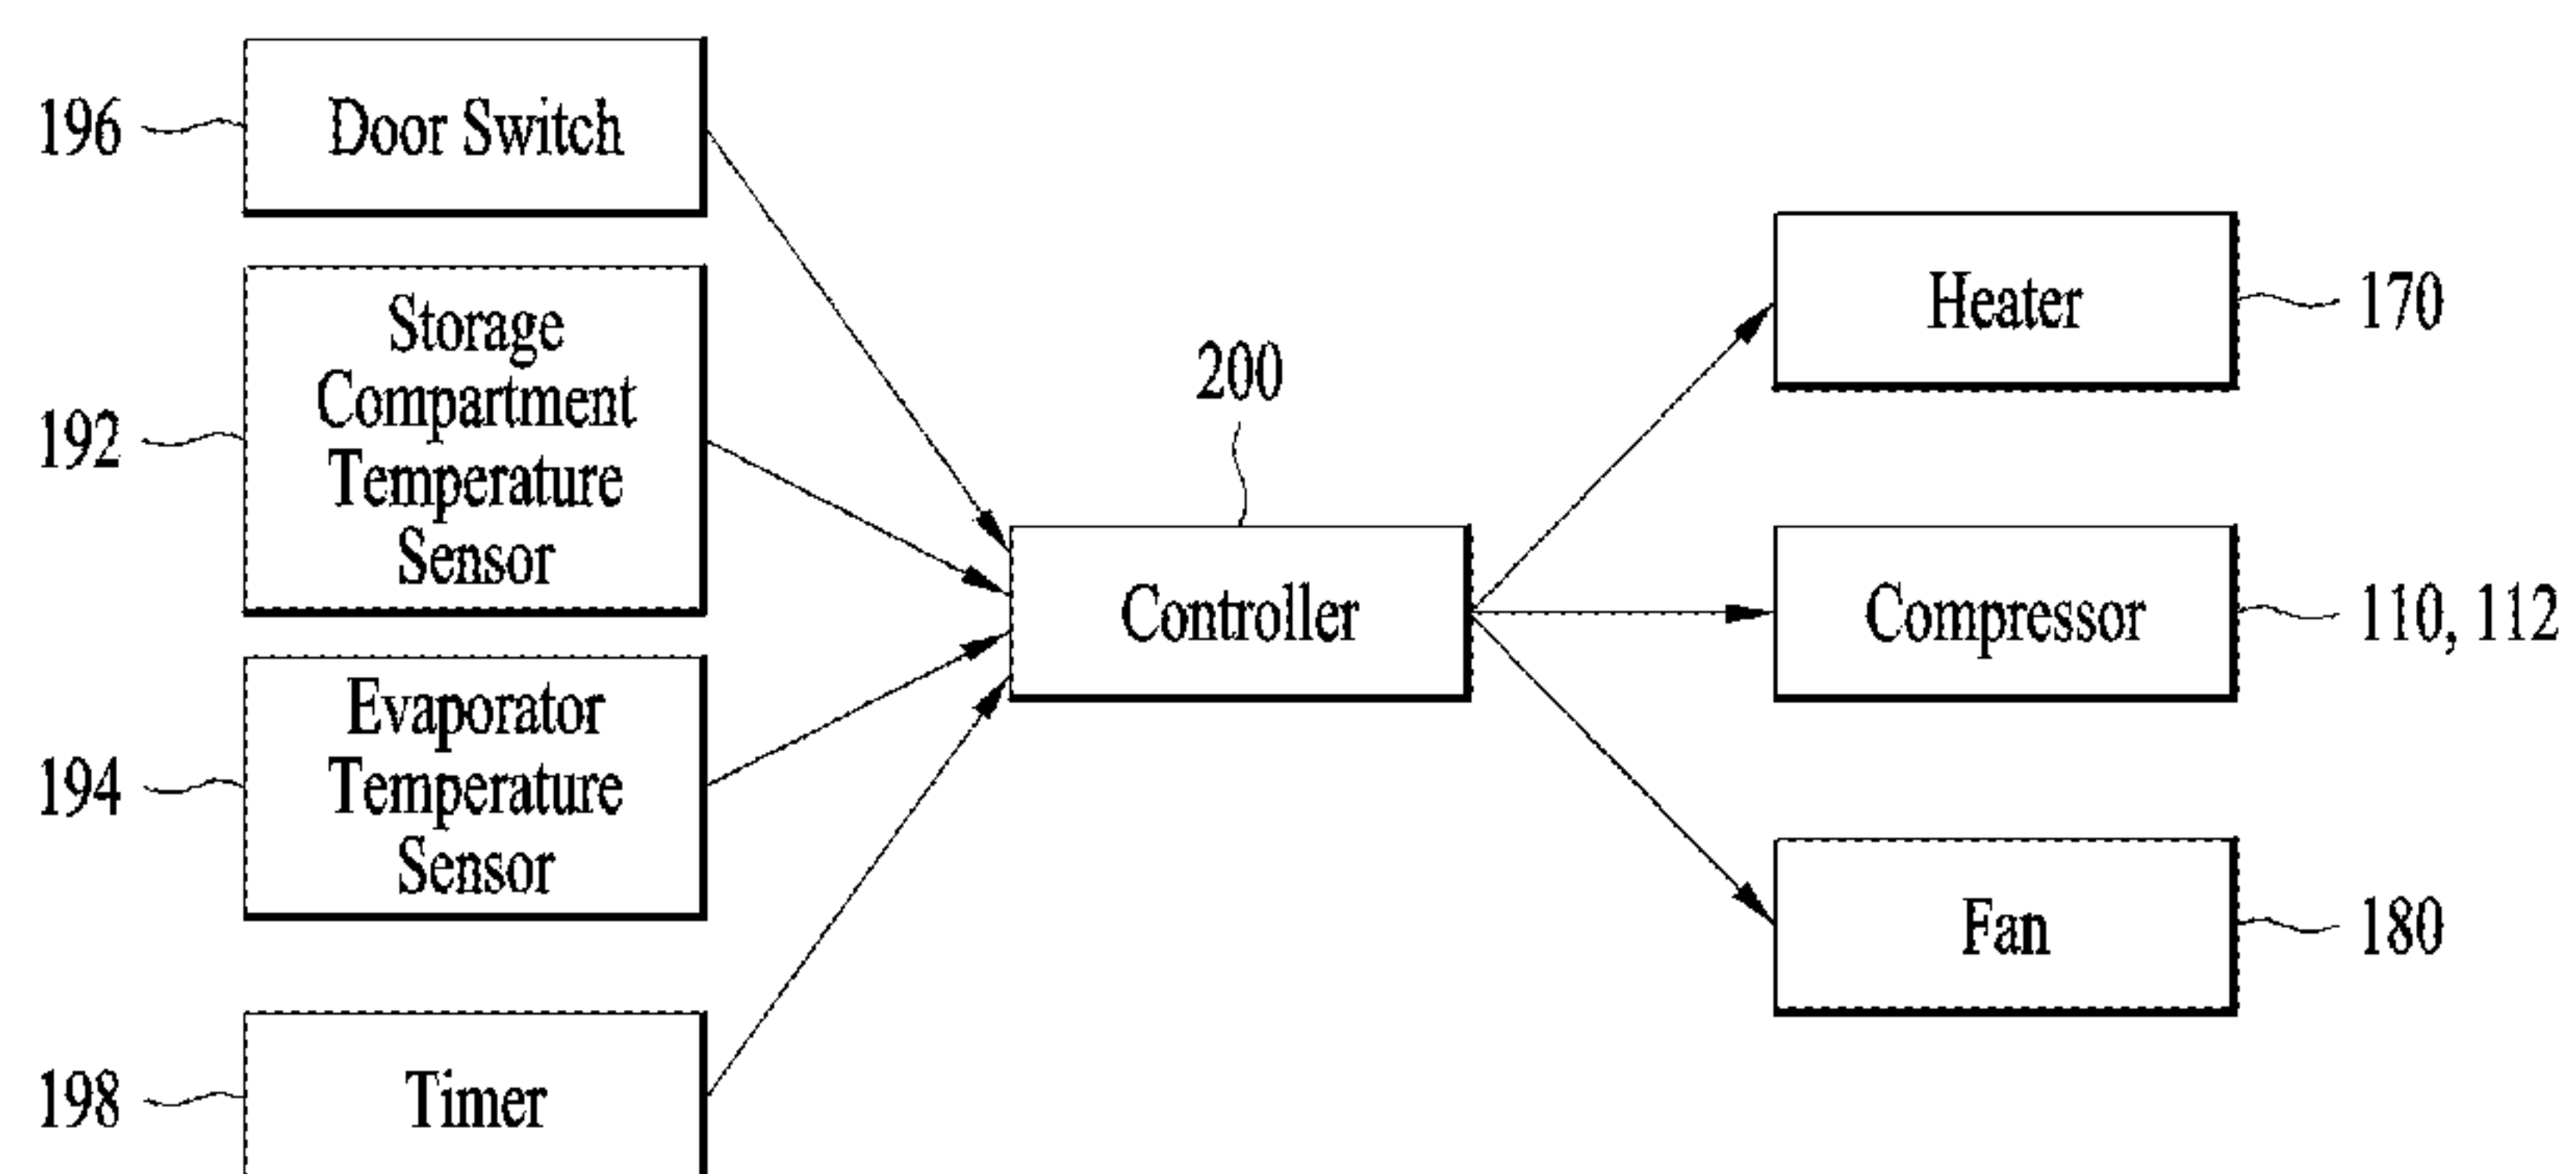 196
Door Switch
192
Storage
Compartment
Temperature
Sensor
194
Evaporator
Temperature
Sensor
198
Timer
200
Controller
Heater
170
Compressor
110, 112
Fan
180